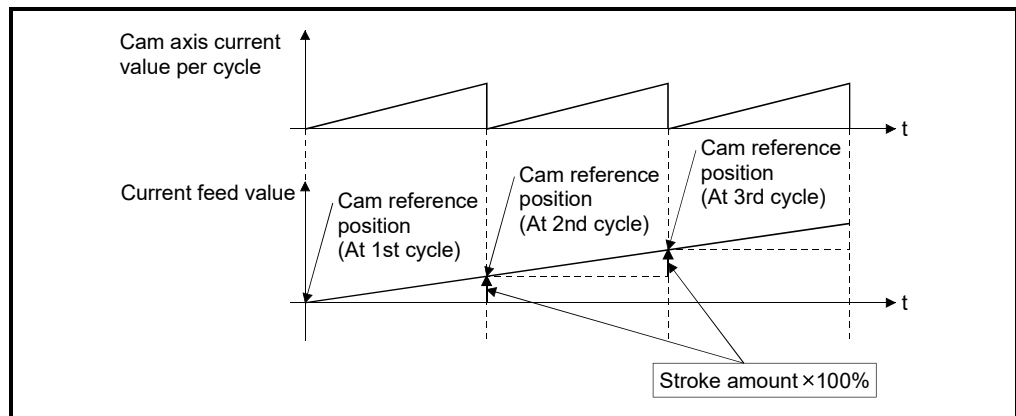 Cam axis current
value per cycle
t
Current feed value
Cam reference
position
(At 1st cycle)
Cam reference
position
(At 2nd cycle)
Cam reference
position
(At 3rd cycle)
t
Stroke amount×100%